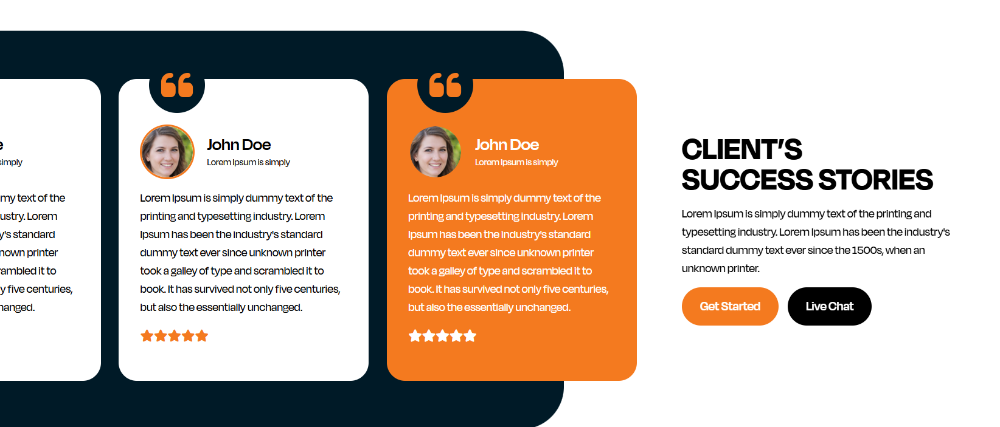 simply
my text of the
ustry. Lorem
y's standard
nown printer
rambled it to
y five centuries,
hanged.
John Doe
Lorem Ipsum is simply
Lorem Ipsum is simply dummy text of the
printing and typesetting industry. Lorem
Ipsum has been the industry's standard
dummy text ever since unknown printer
took a galley of type and scrambled it to
book. It has survived not only five centuries,
but also the essentially unchanged.
John Doe
Lorem Ipsum is simply
Lorem Ipsum is simply dummy text of the
printing and typesetting industry. Lorem
Ipsum has been the industry's standard
dummy text ever since unknown printer
took a galley of type and scrambled it to
book. It has survived not only five centuries,
but also the essentially unchanged.
CLIENT’S
SUCCESS STORIES
Lorem Ipsum is simply dummy text of the printing and
typesetting industry. Lorem Ipsum has been the industry's
standard dummy text ever since the 1500s, when an
unknown printer.
Get Started
Live Chat